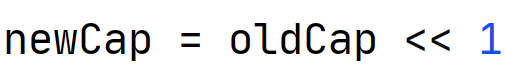 newCap = oldCap << 1